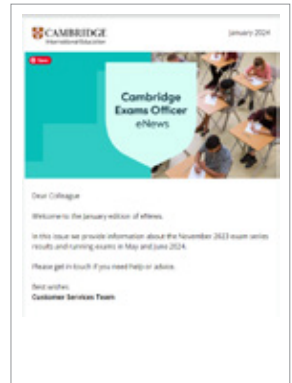 CAMBRIDGE
International Education
January 2024
Save
Cambridge
Exams Officer
eNews
Dear Colleague
Welcome to the January edition of eNews.
In this issue we provide information about the November 2023 exam series
results and running exams in May and June 2024.
Please get in touch if you need help or advice.
Best wishes
Customer Services Team